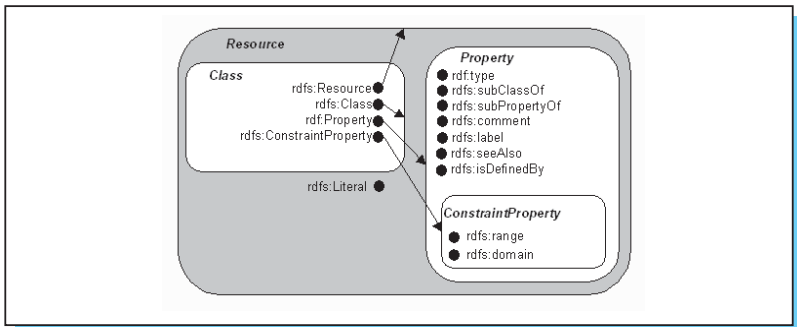 Resource
Class
rdfs:Resource
rdfs:Class
rdf:Property
rdfs:ConstraintProperty
rdfs:Literal
Property
rdf:type
rdfs:subClassOf
rdfs:subPropertyOf
rdfs:comment
rdfs:label
rdfs:seeAlso
rdfs:isDefinedBy
ConstraintProperty
rdfs:range
rdfs:domain